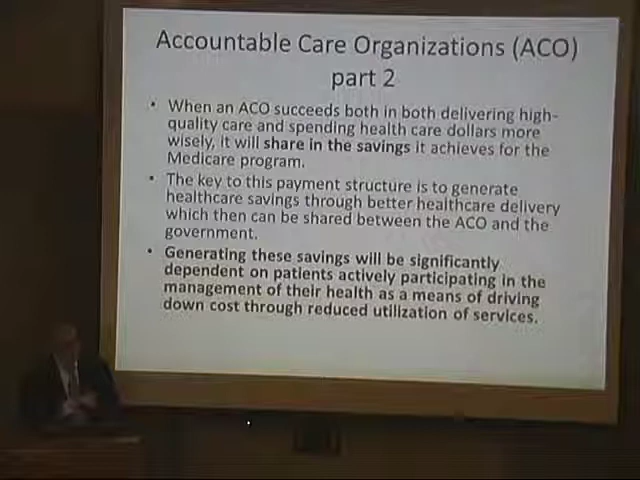 Accountable Care Organizations (ACO)
part 2
• When an ACO succeeds both in both delivering high-
quality care and spending health care dollars more
wisely, it will share in the savings it achieves for the
Medicare program.
• The key to this payment structure is to generate
healthcare savings through better healthcare delivery
which then can be shared between the ACO and the
government.
• Generating these savings will be significantly
dependent on patients actively participating in the
management of their health as a means of driving
down cost through reduced utilization of services.